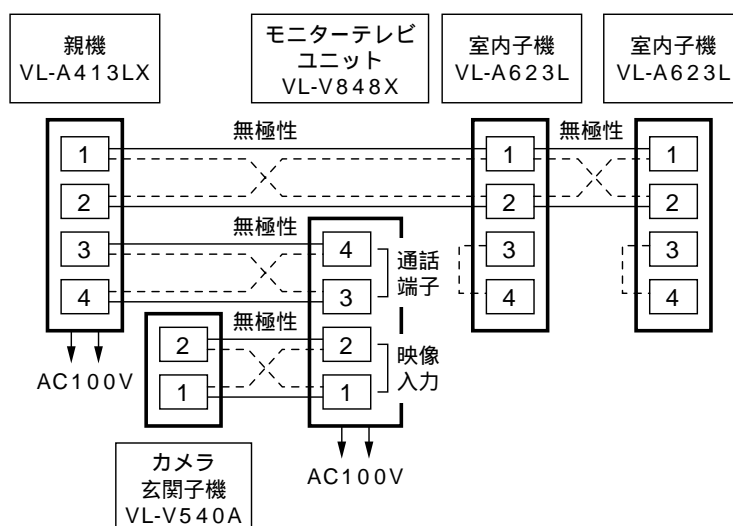 親機
VL-A413LX
モニターテレビ
ユニット
VL-V848X
室内子機
VL-A623L
室内子機
VL-A623L
無極性
無極性
1
2
3
4
1
2
3
4
1
2
3
4
無極性
4
3
通話
端子
無極性
2
1
2
1
映像
入力
AC100V
AC100V
カメラ
玄関子機
VL-V540A